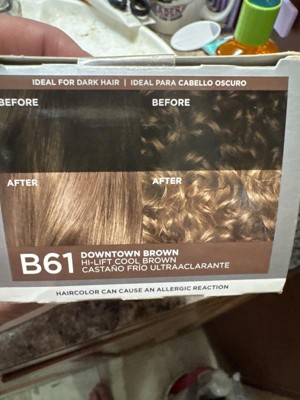 IDEAL FOR DARK HAIR | IDEAL PARA CABELLO OSCURO
BEFORE
BEFORE
AFTER
AFTER
B61
DOWNTOWN BROWN
HI-LIFT COOL BROWN
CASTAÑO FRÍO ULTRAACLARANTE
HAIRCOLOR CAN CAUSE AN ALLERGIC REACTION